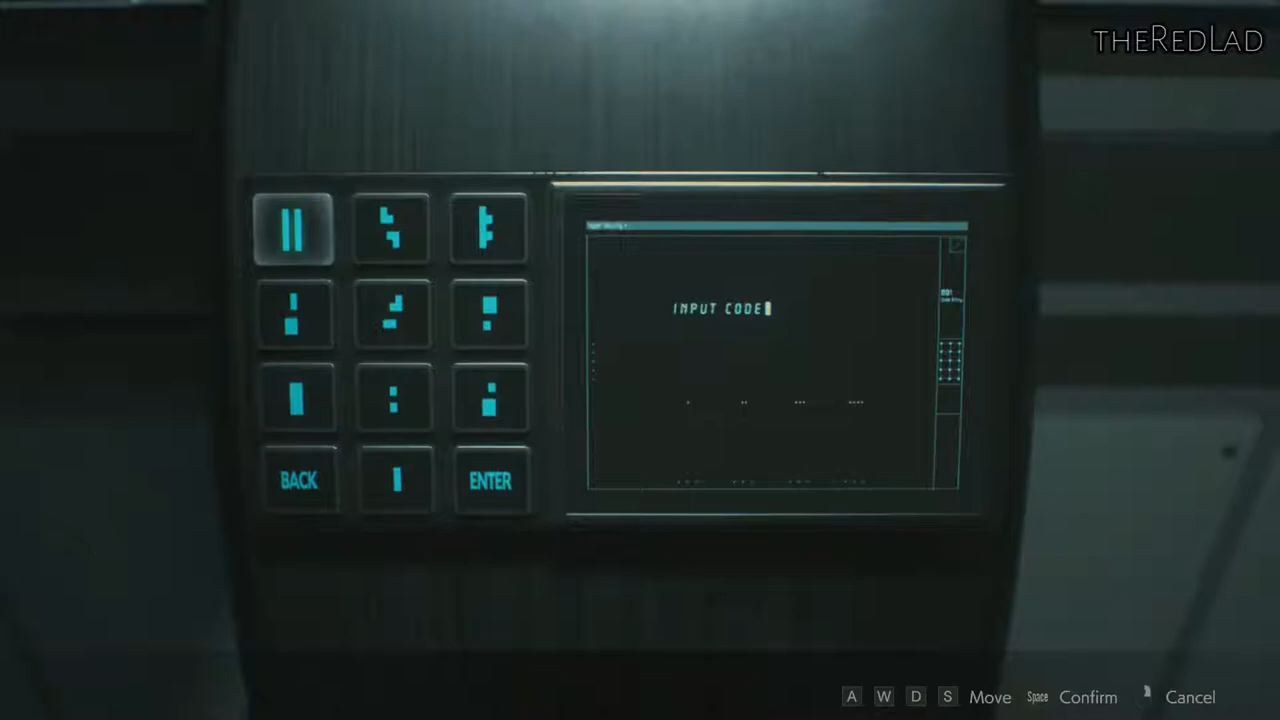 THEREDLAD
INPUT CODE
BACK
ENTER
A W D S Move Space Confirm Cancel